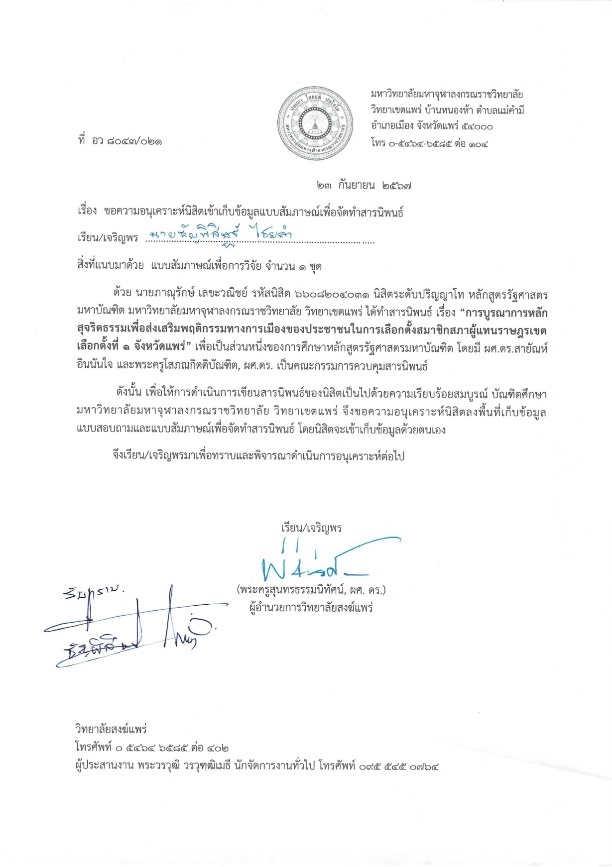 มหาวิทยาลัยมหาจุฬาลงกรณราชวิทยาลัย
วิทยาเขตแพร่ บ้านหนองห้า ตำบลแม่คำมี
อำเภอเมือง จังหวัดแพร่ ๕๔๐๐๐
โทร ๐-๕๔๖๔-๖๕๘๕ ต่อ ๑๐๔
ที่ อว ๘๐๔๗/๐๒๑
๒๓ กันยายน ๒๕๖๗
เรื่อง ขอความอนุเคราะห์นิสิตเข้าเก็บข้อมูลแบบสัมภาษณ์เพื่อจัดทำสารนิพนธ์
เรียน/เจริญพร นาย
สิ่งที่แนบมาด้วย แบบสัมภาษณ์เพื่อการวิจัย จำนวน ๑ ชุด
ด้วย นายภาณุรักษ์ เลขะวณิชย์ รหัสนิสิต ๖๖๐๘๒๐๔๐๓๑ นิสิตระดับปริญญาโท หลักสูตรรัฐศาสตร
มหาบัณฑิต มหาวิทยาลัยมหาจุฬาลงกรณราชวิทยาลัย วิทยาเขตแพร่ ได้ทำสารนิพนธ์ เรื่อง “การบูรณาการหลัก
สุจริตธรรมเพื่อส่งเสริมพฤติกรรมทางการเมืองของประชาชนในการเลือกตั้งสมาชิกสภาผู้แทนราษฎรเขต
เลือกตั้งที่ ๑ จังหวัดแพร่” เพื่อเป็นส่วนหนึ่งของการศึกษาหลักสูตรรัฐศาสตรมหาบัณฑิต โดยมี ผศ.ดร.สายัณห์
อินนันใจ และพระครูโสภณกิตติบัณฑิต, ผศ.ดร. เป็นคณะกรรมการควบคุมสารนิพนธ์
ดังนั้น เพื่อให้การดำเนินการเขียนสารนิพนธ์ของนิสิตเป็นไปด้วยความเรียบร้อยสมบูรณ์ บัณฑิตศึกษา
มหาวิทยาลัยมหาจุฬาลงกรณราชวิทยาลัย วิทยาเขตแพร่ จึงขอความอนุเคราะห์นิสิตลงพื้นที่เก็บข้อมูล
แบบสอบถามและแบบสัมภาษณ์เพื่อจัดทำสารนิพนธ์ โดยนิสิตจะเข้าเก็บข้อมูลด้วยตนเอง
จึงเรียน/เจริญพรมาเพื่อทราบและพิจารณาดำเนินการอนุเคราะห์ต่อไป
เรียน/เจริญพร
(พระครูสุนทรธรรมนิทัศน์, ผศ. ดร.)
ผู้อำนวยการวิทยาลัยสงฆ์แพร่
วิทยาลัยสงฆ์แพร่
โทรศัพท์ ๐ ๕๔๖๔ ๖๕๘๕ ต่อ ๔๐๒
ผู้ประสานงาน พระวรวุฒิ วรวุฑฺฒิเมธี นักจัดการงานทั่วไป โทรศัพท์ ๐๙๕ ๕๔๕ ๐๗๖๔